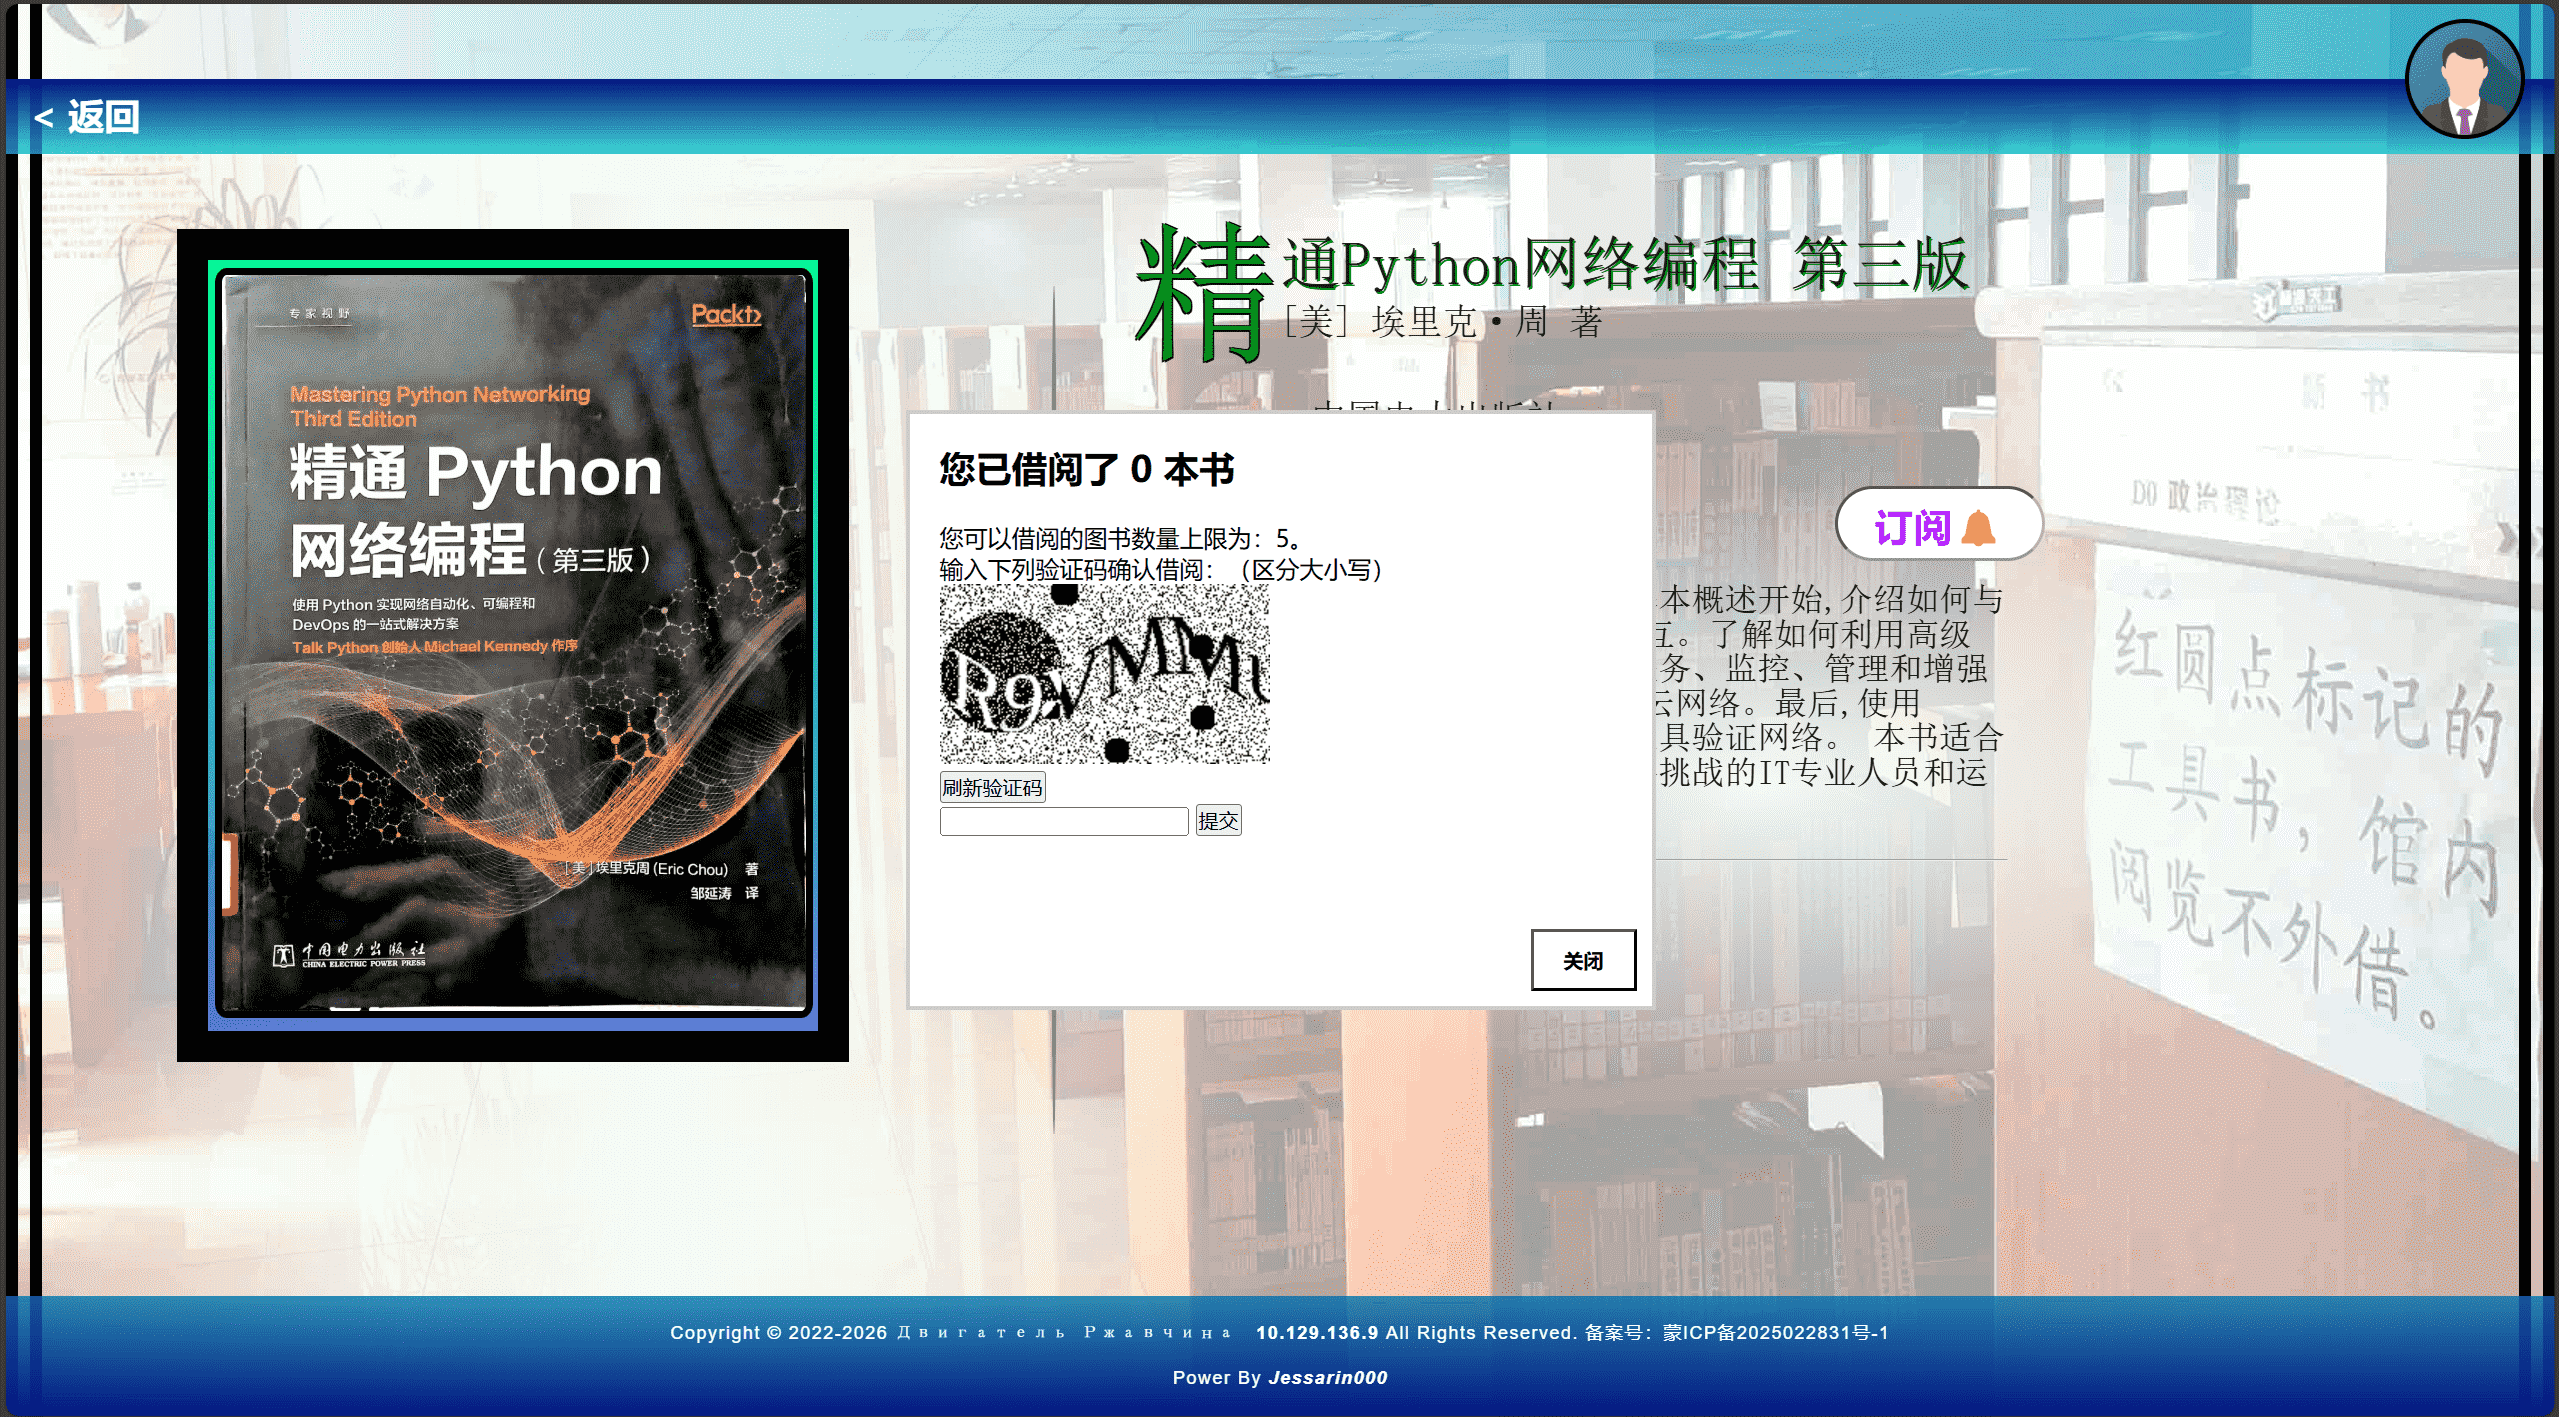 < 返回
专家视野
Packt>
Mastering Python Networking
Third Edition
精通 Python
网络编程（第三版）
使用 Python 实现网络自动化、可编程和
DevOps 的一站式解决方案
Talk Python 创始人 Michael Kennedy 作序
[美]埃里克周 (Eric Chou) 著
邹延涛 译
中国电力出版社
CHINA ELECTRIC POWER PRESS
精通Python网络编程 第三版
[美] 埃里克·周 著
您已借阅了 0 本书
您可以借阅的图书数量上限为：5。
输入下列验证码确认借阅：（区分大小写）
刷新验证码
提交
关闭
订阅
本概述开始,介绍如何与
互。了解如何利用高级
务、监控、管理和增强
云网络。最后,使用
具验证网络。 本书适合
挑战的IT专业人员和运
D0 政治理论
红圆点标记的
工具书，馆内
阅览不外借。
Copyright © 2022-2026 Двигатель Ржавчина 10.129.136.9 All Rights Reserved. 备案号：蒙ICP备2025022831号-1
Power By Jessarin000